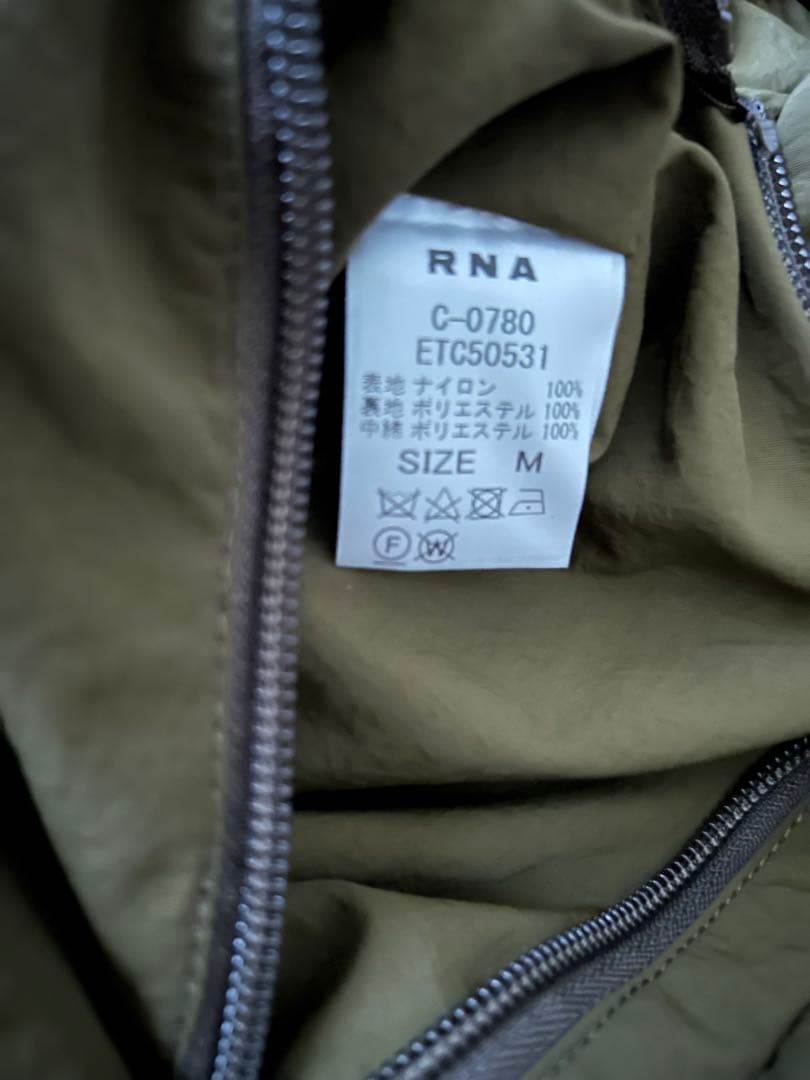 RNA
C-0780
ETC50531
表地 ナイロン 100%
裏地 ポリエステル 100%
中綿 ポリエステル 100%
SIZE M
F W